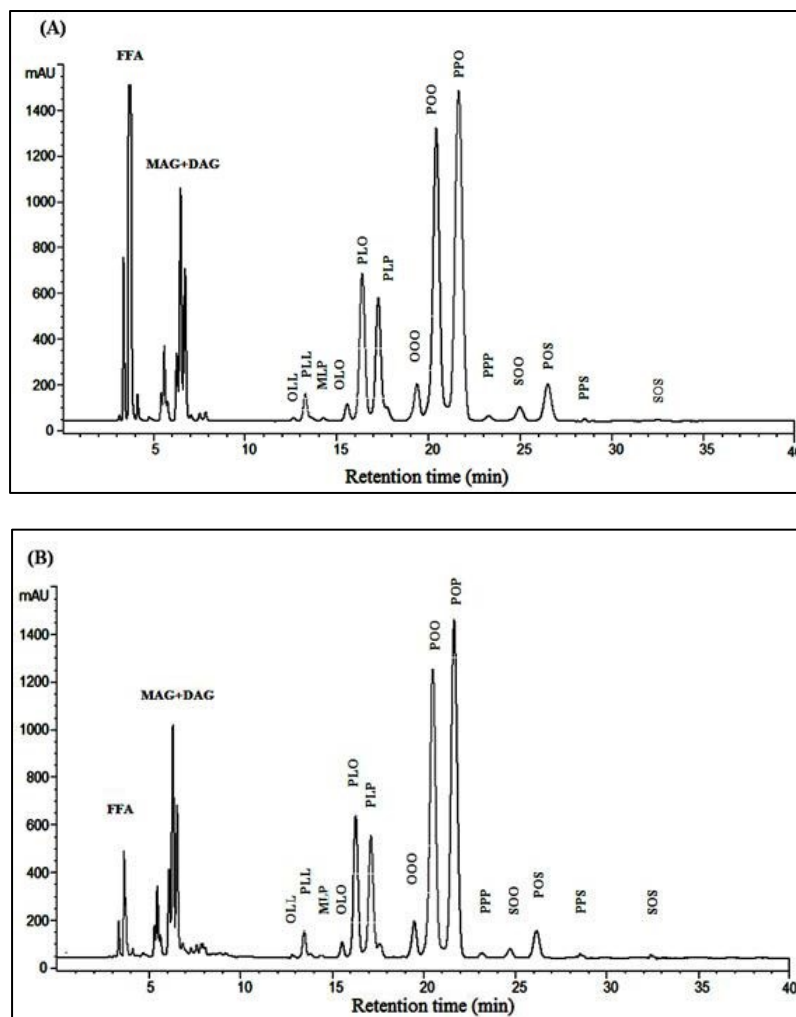 (A)
FFA
mAU
MAG+DAG
OLL
PLL
MLP
OLO
PLO
PLP
OOO
POO
PPO
PPP
SOO
POS
PPS
SOS
1400
1200
1000
800
600
400
200
0
5 10 15 20 25 30 35 40
Retention time (min)
(B)
mAU
MAG+DAG
FFA
OLL
PLL
MLP
OLO
PLO
PLP
OOO
POO
POP
PPP
SOO
POS
PPS
SOS
1400
1200
1000
800
600
400
200
0
5 10 15 20 25 30 35 40
Retention time (min)